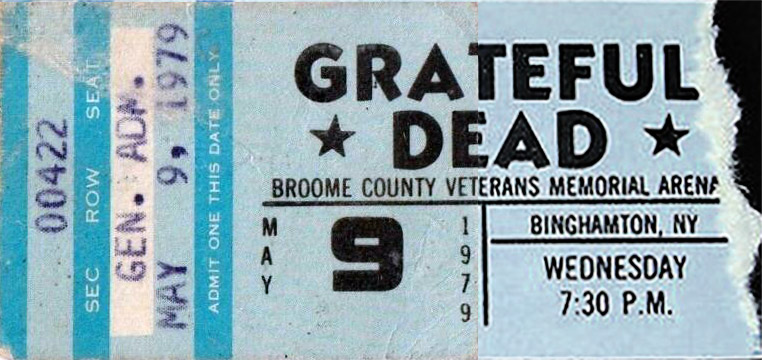 00422
SEC ROW SEAT
GEN. ADM.
MAY 9, 1979
ADMIT ONE THIS DATE ONLY
GRATEFUL
★ DEAD ★
BROOME COUNTY VETERANS MEMORIAL ARENA
MAY
9
1979
BINGHAMTON, NY
WEDNESDAY
7:30 P.M.